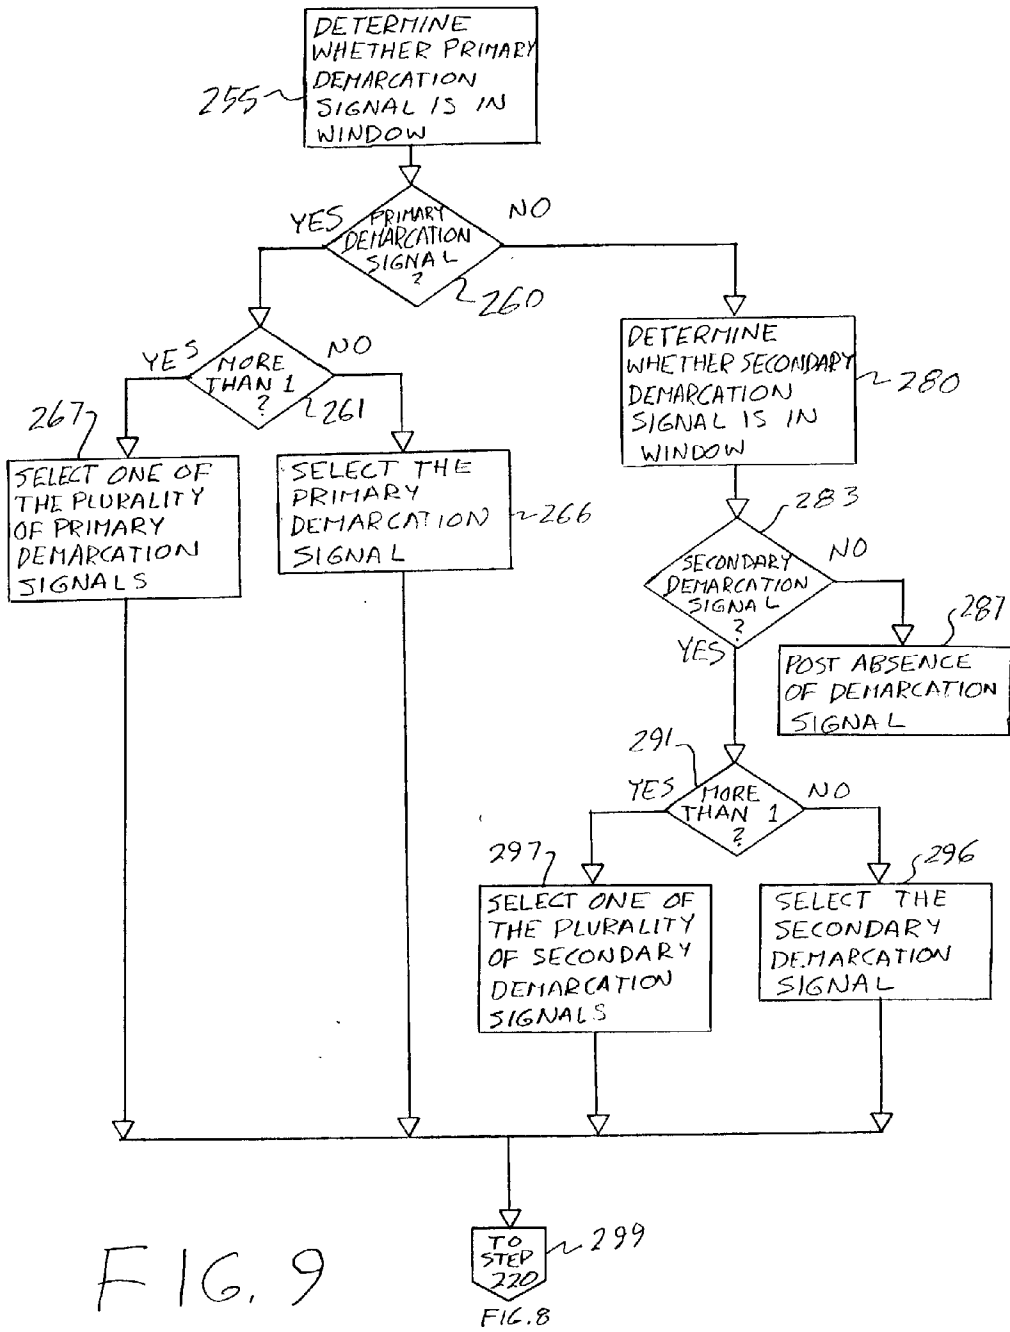 DETERMINE
WHETHER PRIMARY
DEMARCATION
SIGNAL IS IN
WINDOW
255
YES
NO
PRIMARY
DEMARCATION
SIGNAL
?
260
YES
NO
MORE
THAN 1
?
261
DETERMINE
WHETHER SECONDARY
DEMARCATION
SIGNAL IS IN
WINDOW
280
267
SELECT ONE OF
THE PLURALITY
OF PRIMARY
DEMARCATION
SIGNALS
SELECT THE
PRIMARY
DEMARCATION
SIGNAL
266
283
SECONDARY
DEMARCATION
SIGNAL
?
NO
YES
287
POST ABSENCE
OF DEMARCATION
SIGNAL
291
YES
MORE
THAN 1
?
NO
297
SELECT ONE OF
THE PLURALITY
OF SECONDARY
DEMARCATION
SIGNALS
296
SELECT THE
SECONDARY
DEMARCATION
SIGNAL
TO
STEP
220
299
FIG. 8
FIG. 9